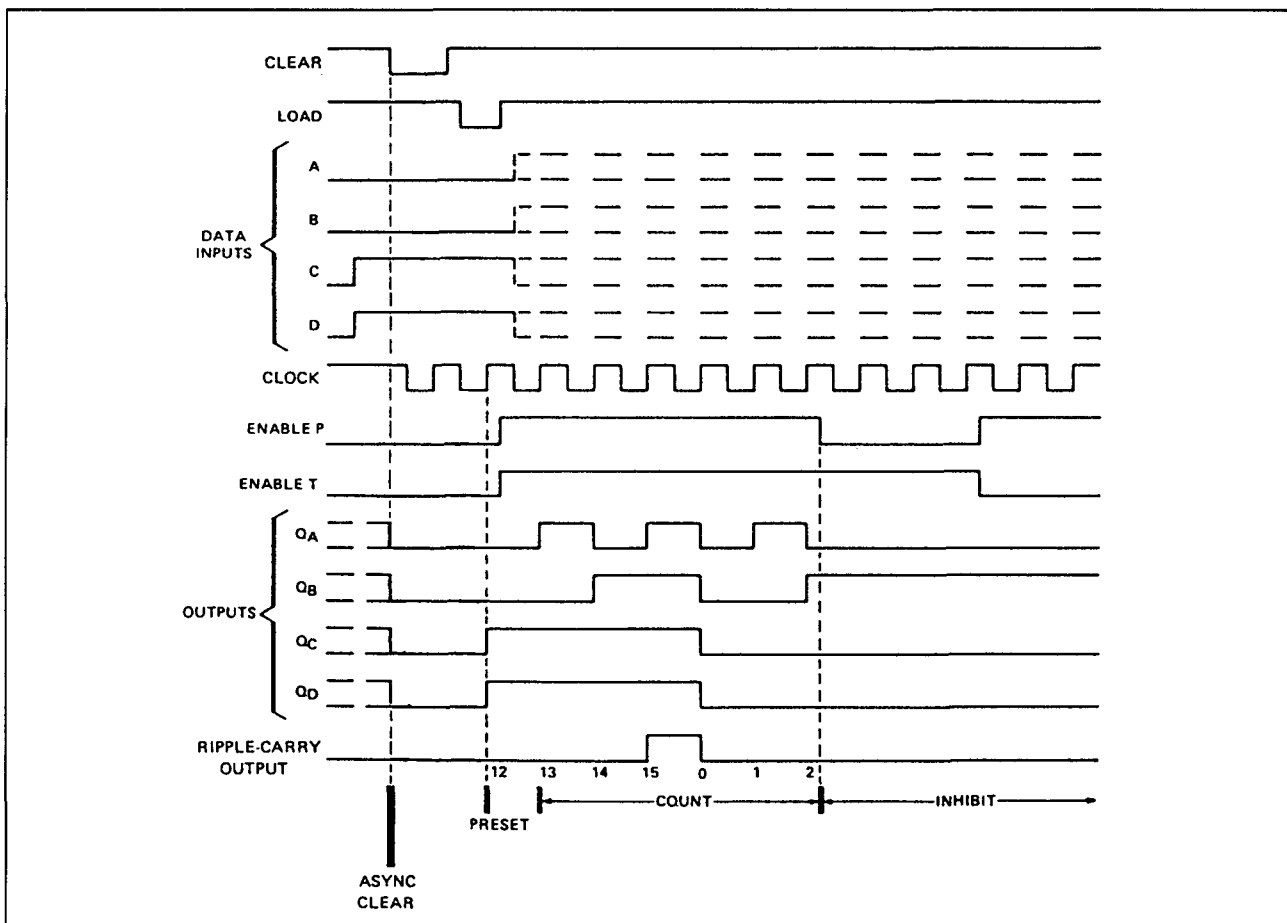 CLEAR
LOAD
A
B
DATA
INPUTS
C
D
CLOCK
ENABLE P
ENABLE T
QA
QB
OUTPUTS
QC
QD
RIPPLE-CARRY
OUTPUT
12 13 14 15 0 1 2
COUNT INHIBIT
PRESET
ASYNC
CLEAR